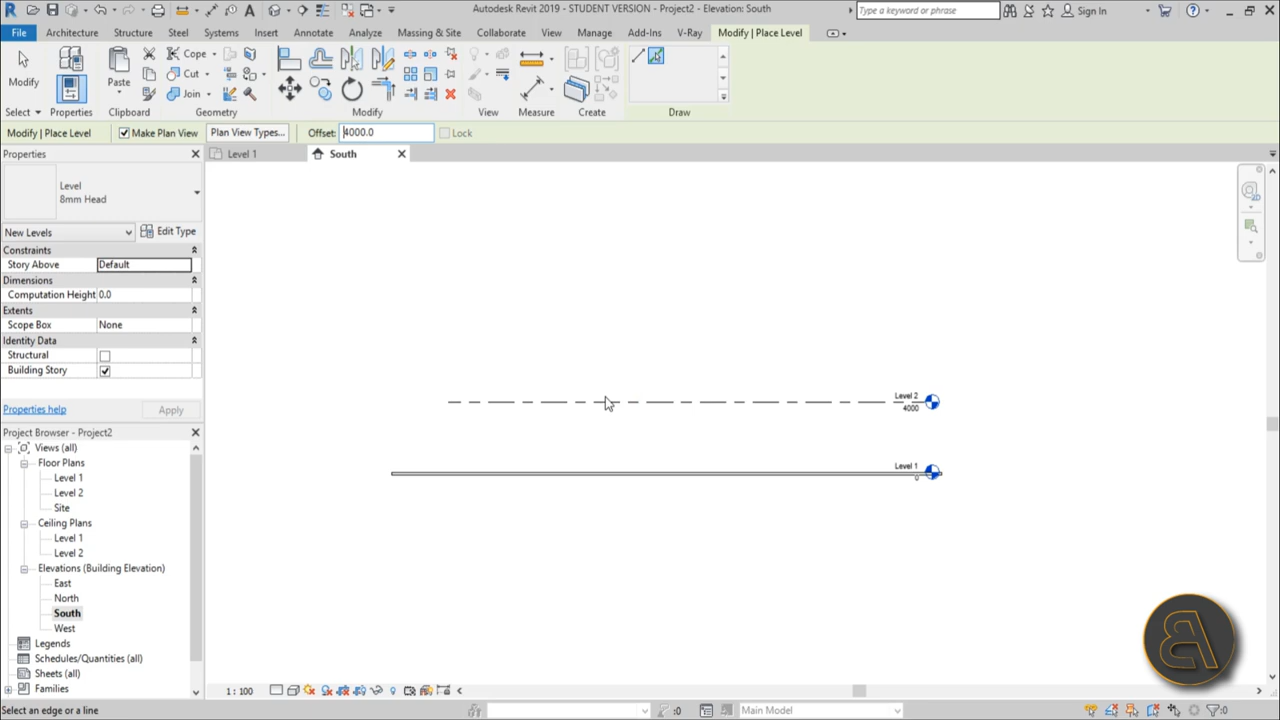 Autodesk Revit 2019 - STUDENT VERSION - Project2 - Elevation: South
Type a keyword or phrase
Sign In
File Architecture Structure Steel Systems Insert Annotate Analyze Massing & Site Collaborate View Manage Add-Ins V-Ray Modify | Place Level
Modify
Paste
Cope
Cut
Join
Select Properties Clipboard Geometry Modify View Measure Create Draw
Modify | Place Level Make Plan View Plan View Types... Offset: 4000.0 Lock
Properties
Level 1
South
Level
8mm Head
New Levels Edit Type
Constraints
Story Above Default
Dimensions
Computation Height 0.0
Extents
Scope Box None
Identity Data
Structural
Building Story
Properties help Apply
Project Browser - Project2
Views (all)
Floor Plans
Level 1
Level 2
Site
Ceiling Plans
Level 1
Level 2
Elevations (Building Elevation)
East
North
South
West
Legends
Schedules/Quantities (all)
Sheets (all)
Families
Level 2
4000
Level 1
0
1 : 100
Select an edge or a line
:0
Main Model
:0